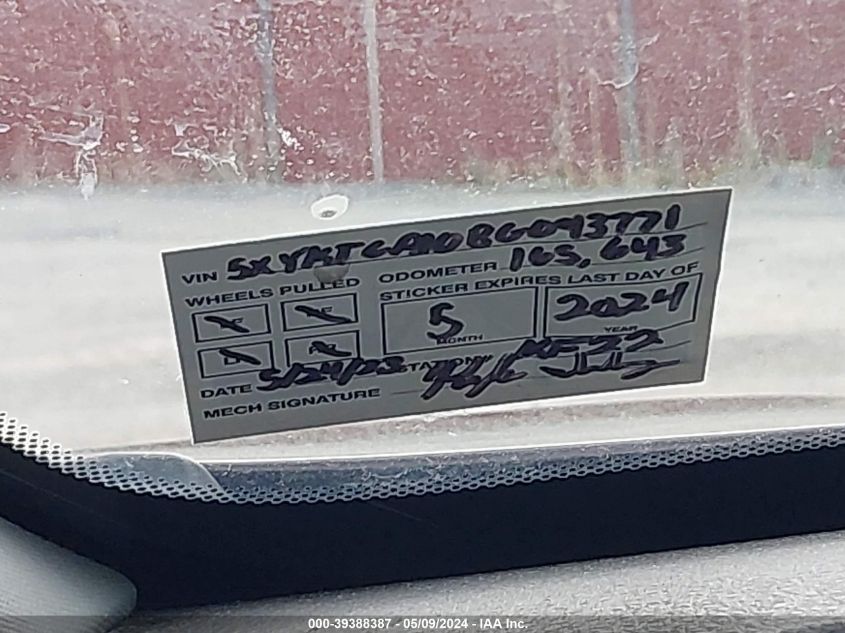 VIN 5XYKTCA10BG043771
WHEELS PULLED ODOMETER 165,643
STICKER EXPIRES LAST DAY OF
5 MONTH 2024 YEAR
DATE 5/24/23 STATION#
MECH SIGNATURE
000-39388387 - 05/09/2024 - IAA Inc.